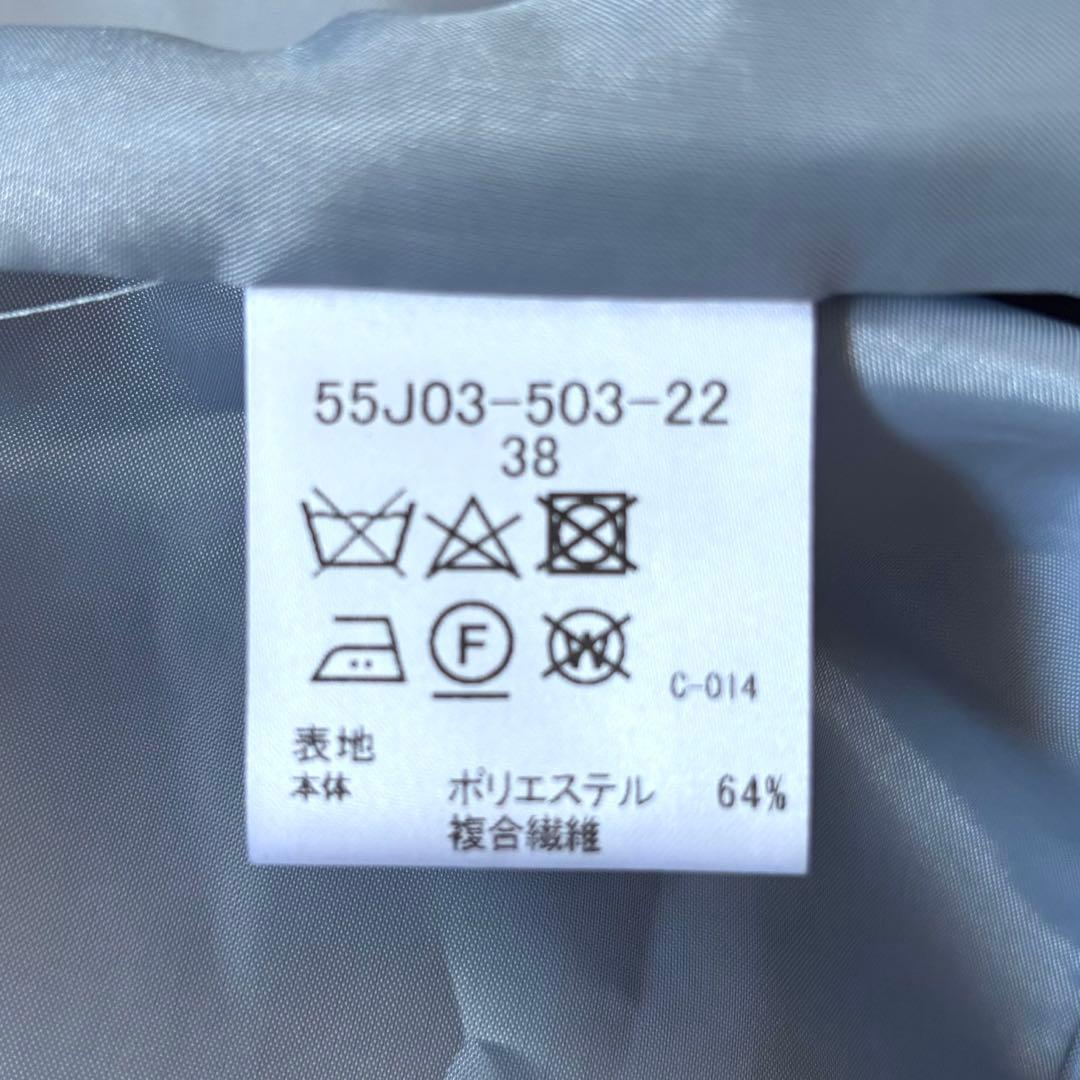 55J03-503-22
38
F W
C-014
表地
本体 ポリエステル 64%
複合繊維